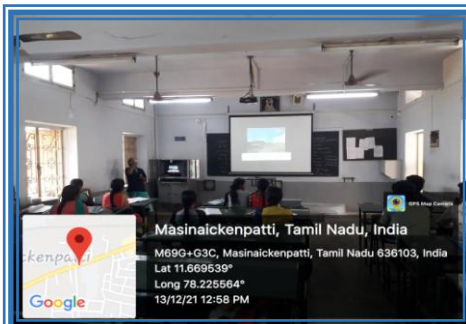 GPS Map Camera
Masinaickenpatti, Tamil Nadu, India
M69G+G3C, Masinaickenpatti, Tamil Nadu 636103, India
Lat 11.669539°
Long 78.225564°
13/12/21 12:58 PM
ckenpatti
Google